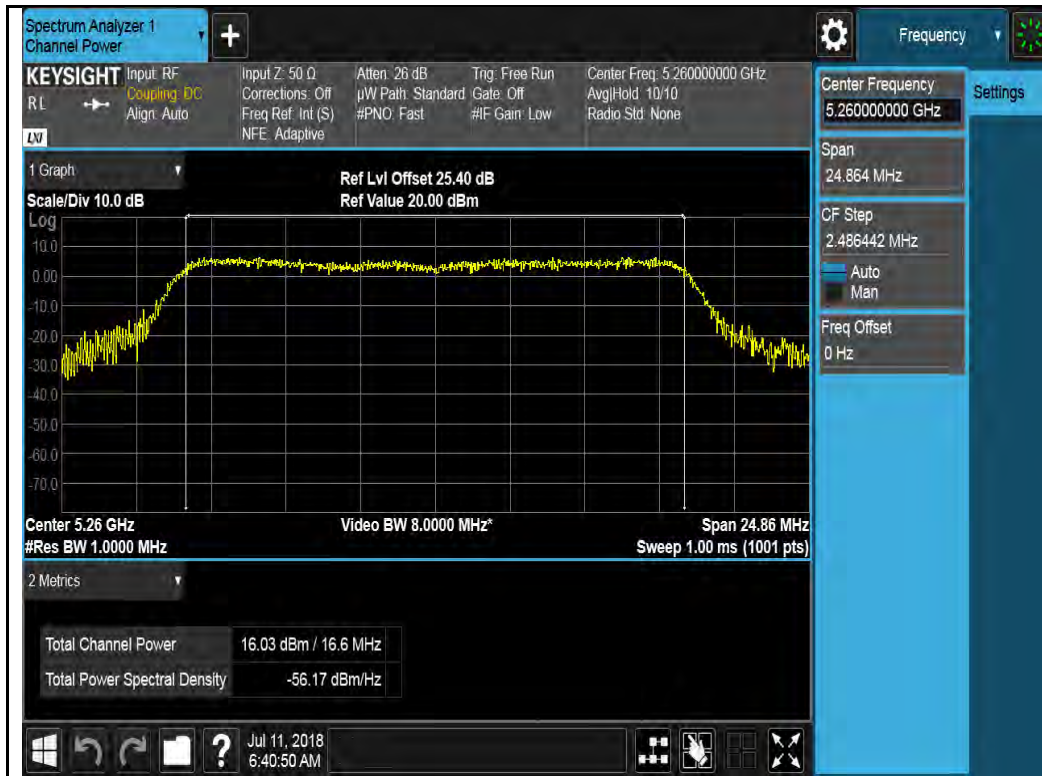 Spectrum Analyzer 1
Channel Power
+
Frequency
KEYSIGHT
RL
LXI
Input: RF
Coupling: DC
Align: Auto
Input Z: 50 Ω
Corrections: Off
Freq Ref: Int (S)
NFE: Adaptive
Atten: 26 dB
µW Path: Standard
#PNO: Fast
Trig: Free Run
Gate: Off
#IF Gain: Low
Center Freq: 5.260000000 GHz
Avg|Hold: 10/10
Radio Std: None
Center Frequency
5.260000000 GHz
Settings
Span
24.864 MHz
CF Step
2.486442 MHz
Auto
Man
Freq Offset
0 Hz
1 Graph
Scale/Div 10.0 dB
Ref Lvl Offset 25.40 dB
Ref Value 20.00 dBm
Log
10.0
0.00
-10.0
-20.0
-30.0
-40.0
-50.0
-60.0
-70.0
Center 5.26 GHz
#Res BW 1.0000 MHz
Video BW 8.0000 MHz*
Span 24.86 MHz
Sweep 1.00 ms (1001 pts)
2 Metrics
Total Channel Power 16.03 dBm / 16.6 MHz
Total Power Spectral Density -56.17 dBm/Hz
?
Jul 11, 2018
6:40:50 AM